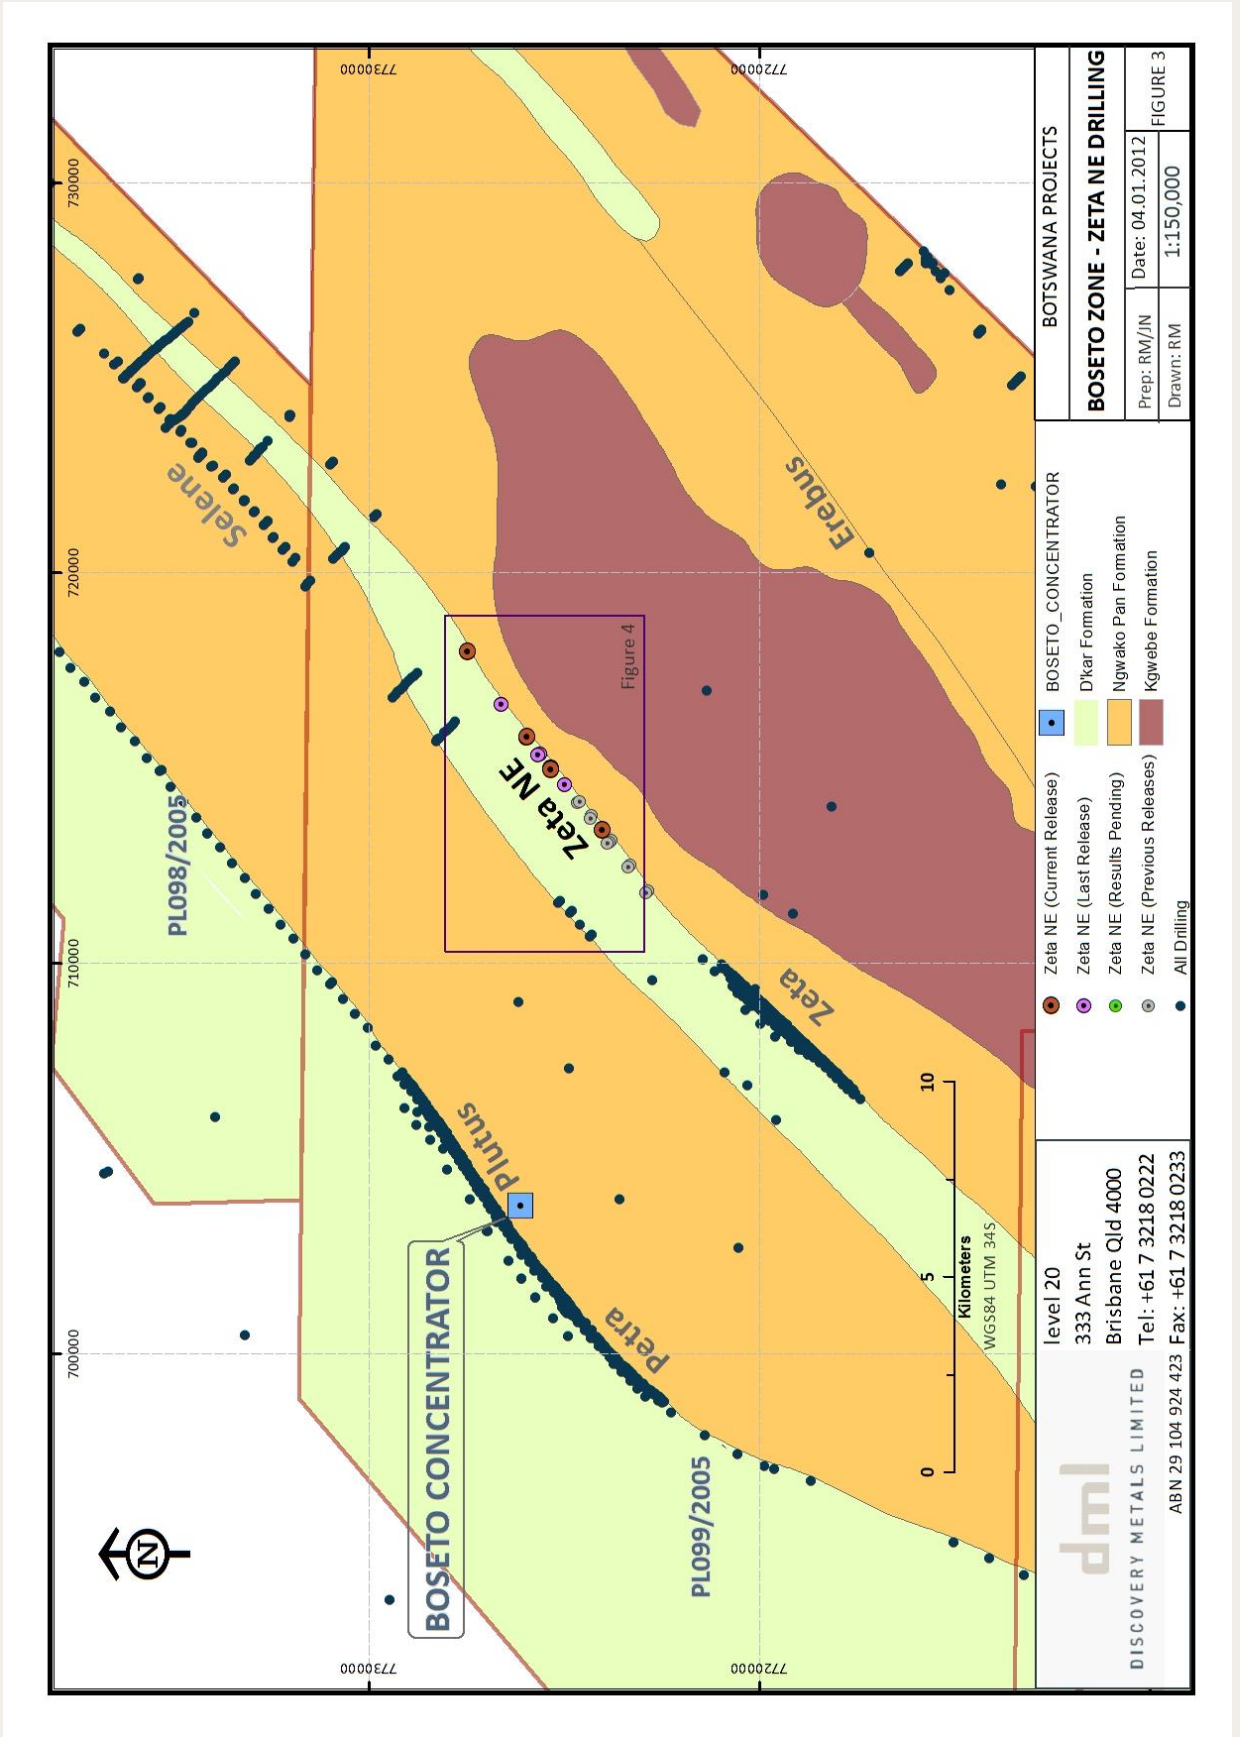 730000
720000
710000
700000
7730000
7720000
7730000
7720000
Selene
PL098/2005
Figure 4
Zeta NE
Erebus
Zeta
Plutus
Petra
BOSETO CONCENTRATOR
PL099/2005
N
0
5
10
Kilometers
WGS84 UTM 34S
dml
DISCOVERY METALS LIMITED
level 20
333 Ann St
Brisbane Qld 4000
Tel: +61 7 3218 0222
ABN 29 104 924 423 Fax: +61 7 3218 0233
Zeta NE (Current Release)
Zeta NE (Last Release)
Zeta NE (Results Pending)
Zeta NE (Previous Releases)
All Drilling
BOSETO_CONCENTRATOR
D'kar Formation
Ngwako Pan Formation
Kgwebe Formation
BOTSWANA PROJECTS
BOSETO ZONE - ZETA NE DRILLING
Prep: RM/JN
Date: 04.01.2012
Drawn: RM
1:150,000
FIGURE 3